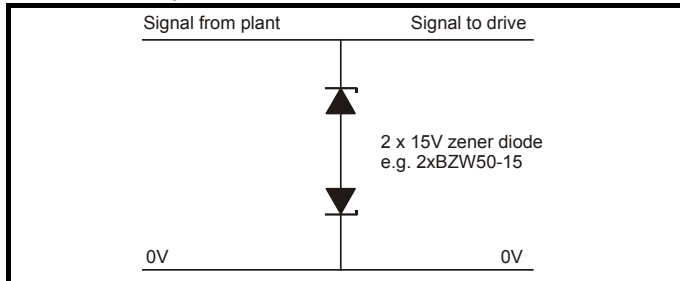 Signal from plant
Signal to drive
2 x 15V zener diode
e.g. 2xBZW50-15
0V
0V